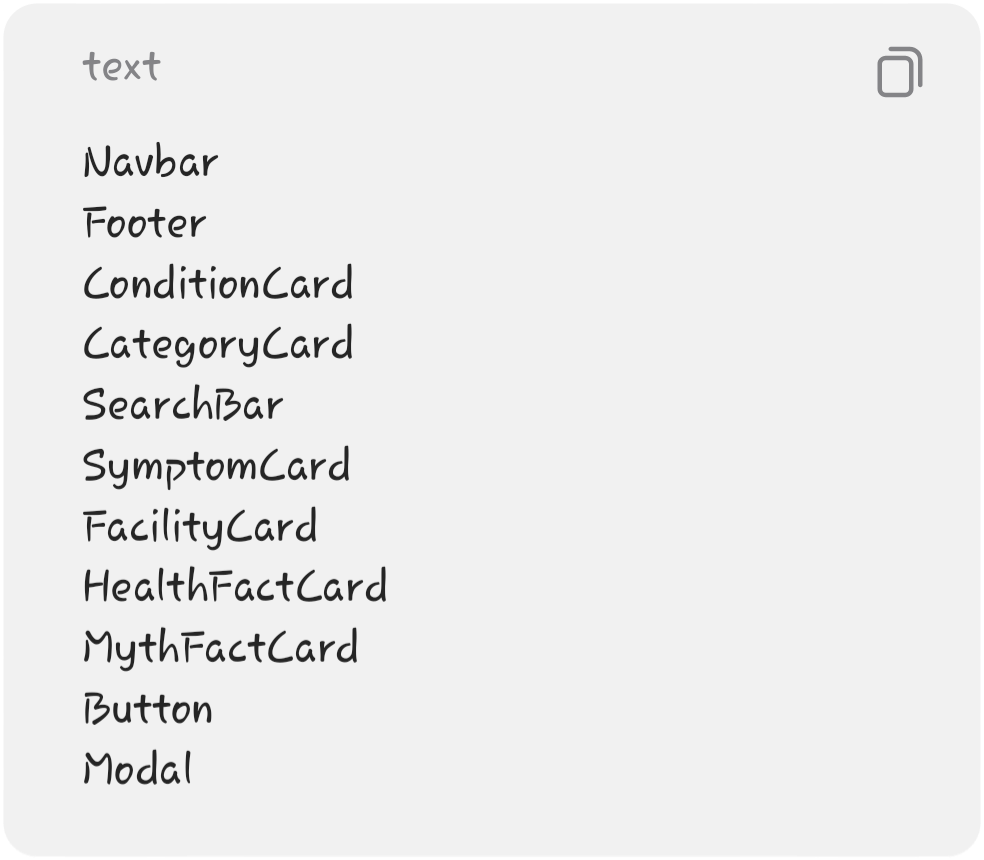 text
Navbar
Footer
ConditionCard
CategoryCard
SearchBar
SymptomCard
FacilityCard
HealthFactCard
MythFactCard
Button
Modal